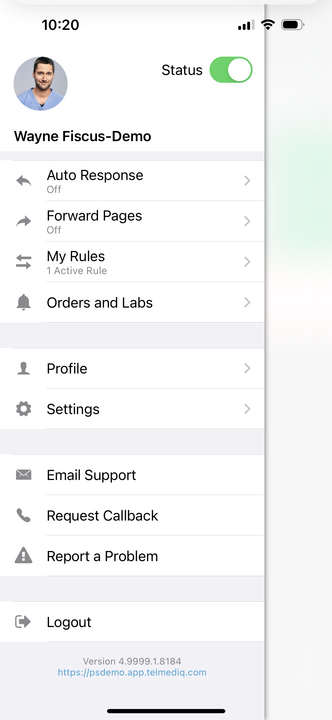 10:20
Status
Wayne Fiscus-Demo
Auto Response
Off
Forward Pages
Off
My Rules
1 Active Rule
Orders and Labs
Profile
Settings
Email Support
Request Callback
Report a Problem
Logout
Version 4.9999.1.8184
https://psdemo.app.telmediq.com